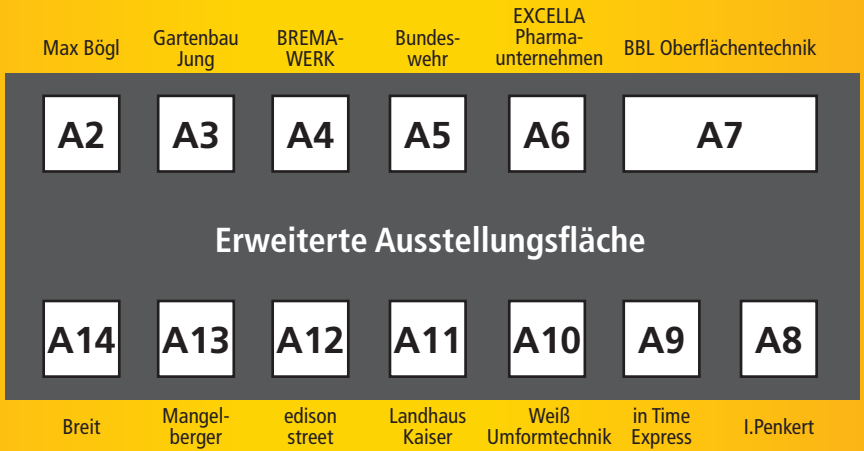 Max Bögl
Gartenbau
Jung
BREMA-
WERK
Bundes-
wehr
EXCELLA
Pharma-
unternehmen
BBL Oberflächentechnik
A2
A3
A4
A5
A6
A7
Erweiterte Ausstellungsfläche
A14
A13
A12
A11
A10
A9
A8
Breit
Mangel-
berger
edison
street
Landhaus
Kaiser
Weiß
Umformtechnik
in Time
Express
I.Penkert